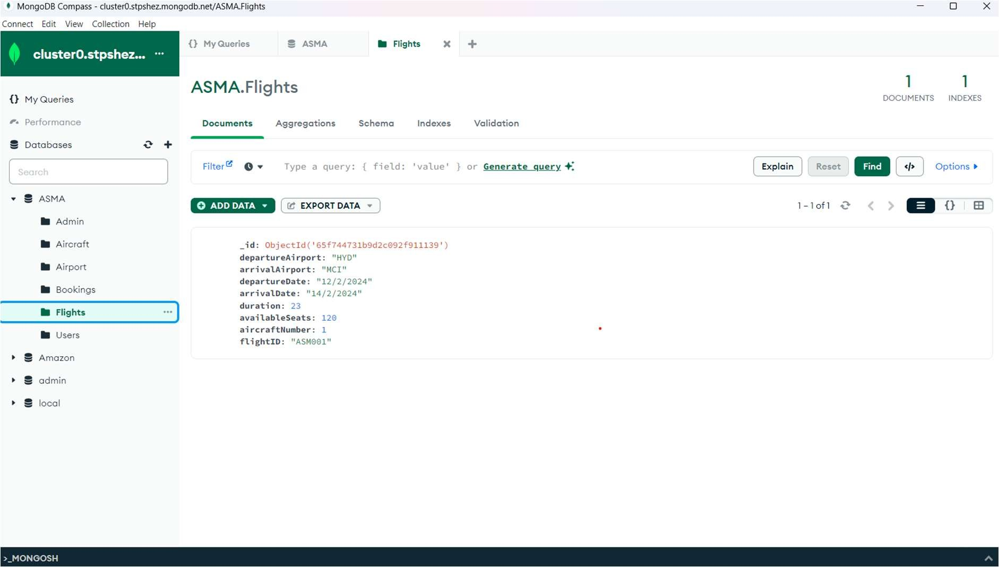 MongoDB Compass - cluster0.stpshez.mongodb.net/ASMA.Flights
Connect Edit View Collection Help
cluster0.stpshez... ...
{} My Queries
ASMA
Flights
ASMA.Flights
1
DOCUMENTS
1
INDEXES
{} My Queries
Performance
Databases
Search
ASMA
Admin
Aircraft
Airport
Bookings
Flights ...
Users
Amazon
admin
local
Documents Aggregations Schema Indexes Validation
Filter Type a query: { field: 'value' } or Generate query Explain Reset Find </> Options
ADD DATA EXPORT DATA 1 – 1 of 1 {}
_id: ObjectId('65f744731b9d2c092f911139')
departureAirport: "HYD"
arrivalAirport: "MCI"
departureDate: "12/2/2024"
arrivalDate: "14/2/2024"
duration: 23
availableSeats: 120
aircraftNumber: 1
flightID: "ASM001"
>_MONGOSH